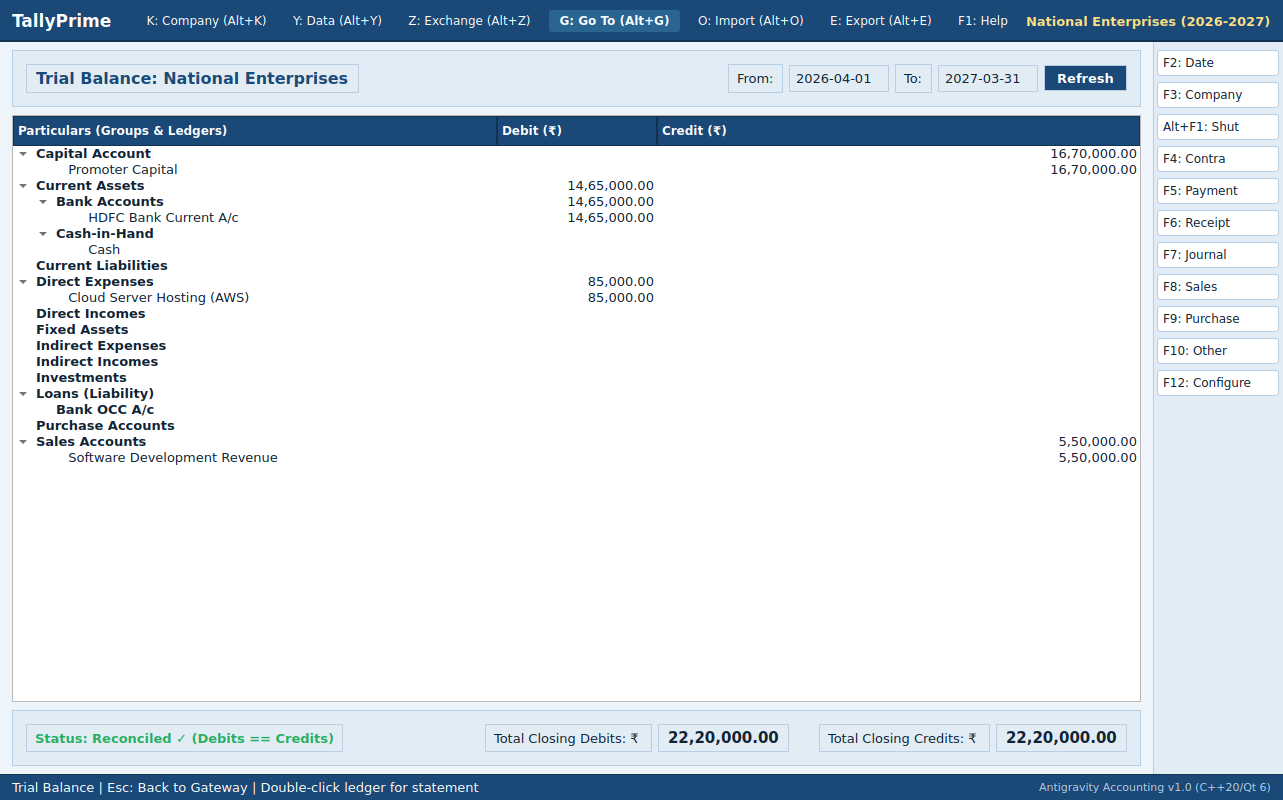 TallyPrime K: Company (Alt+K) Y: Data (Alt+Y) Z: Exchange (Alt+Z) G: Go To (Alt+G) O: Import (Alt+O) E: Export (Alt+E) F1: Help National Enterprises (2026-2027)
Trial Balance: National Enterprises From: 2026-04-01 To: 2027-03-31 Refresh
Particulars (Groups & Ledgers) Debit (₹) Credit (₹)
Capital Account 16,70,000.00
Promoter Capital 16,70,000.00
Current Assets 14,65,000.00
Bank Accounts 14,65,000.00
HDFC Bank Current A/c 14,65,000.00
Cash-in-Hand
Cash
Current Liabilities
Direct Expenses 85,000.00
Cloud Server Hosting (AWS) 85,000.00
Direct Incomes
Fixed Assets
Indirect Expenses
Indirect Incomes
Investments
Loans (Liability)
Bank OCC A/c
Purchase Accounts
Sales Accounts 5,50,000.00
Software Development Revenue 5,50,000.00
Status: Reconciled ✓ (Debits == Credits) Total Closing Debits: ₹ 22,20,000.00 Total Closing Credits: ₹ 22,20,000.00
F2: Date
F3: Company
Alt+F1: Shut
F4: Contra
F5: Payment
F6: Receipt
F7: Journal
F8: Sales
F9: Purchase
F10: Other
F12: Configure
Trial Balance | Esc: Back to Gateway | Double-click ledger for statement Antigravity Accounting v1.0 (C++20/Qt 6)